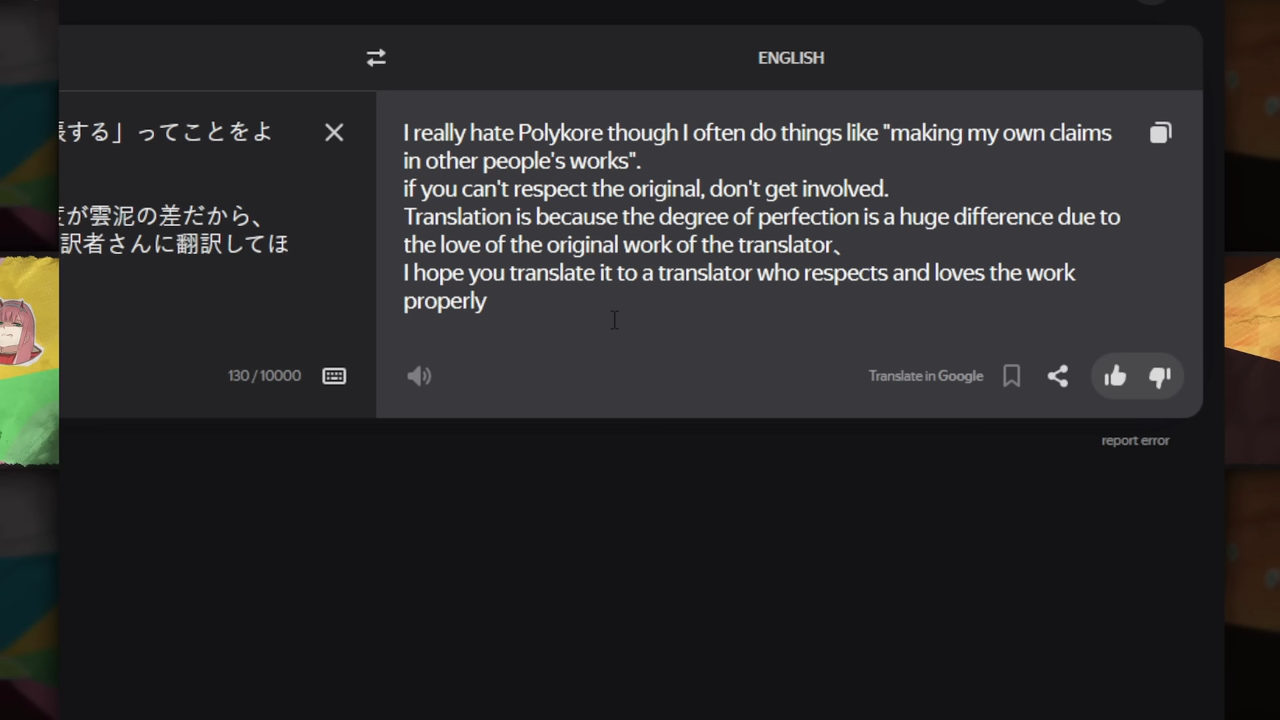 ENGLISH
する」ってことをよ
I really hate Polykore though I often do things like "making my own claims
in other people's works".
if you can't respect the original, don't get involved.
が雲泥の差だから、
Translation is because the degree of perfection is a huge difference due to
訳者さんに翻訳してほ
the love of the original work of the translator、
I hope you translate it to a translator who respects and loves the work
properly
130 / 10000
Translate in Google
report error